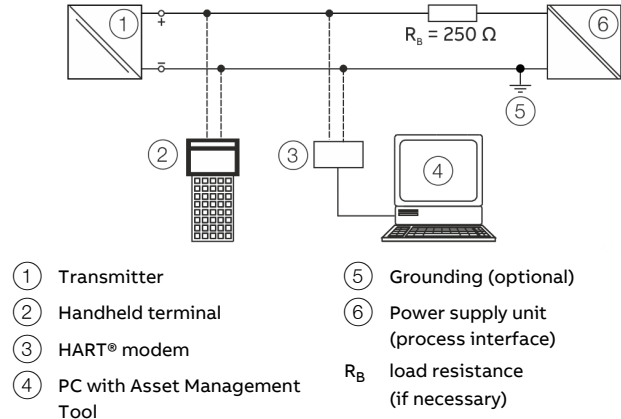 1
+
R_B = 250 Ω
6
−
5
2
3
4
1 Transmitter
2 Handheld terminal
3 HART® modem
4 PC with Asset Management
Tool
5 Grounding (optional)
6 Power supply unit
(process interface)
R_B load resistance
(if necessary)